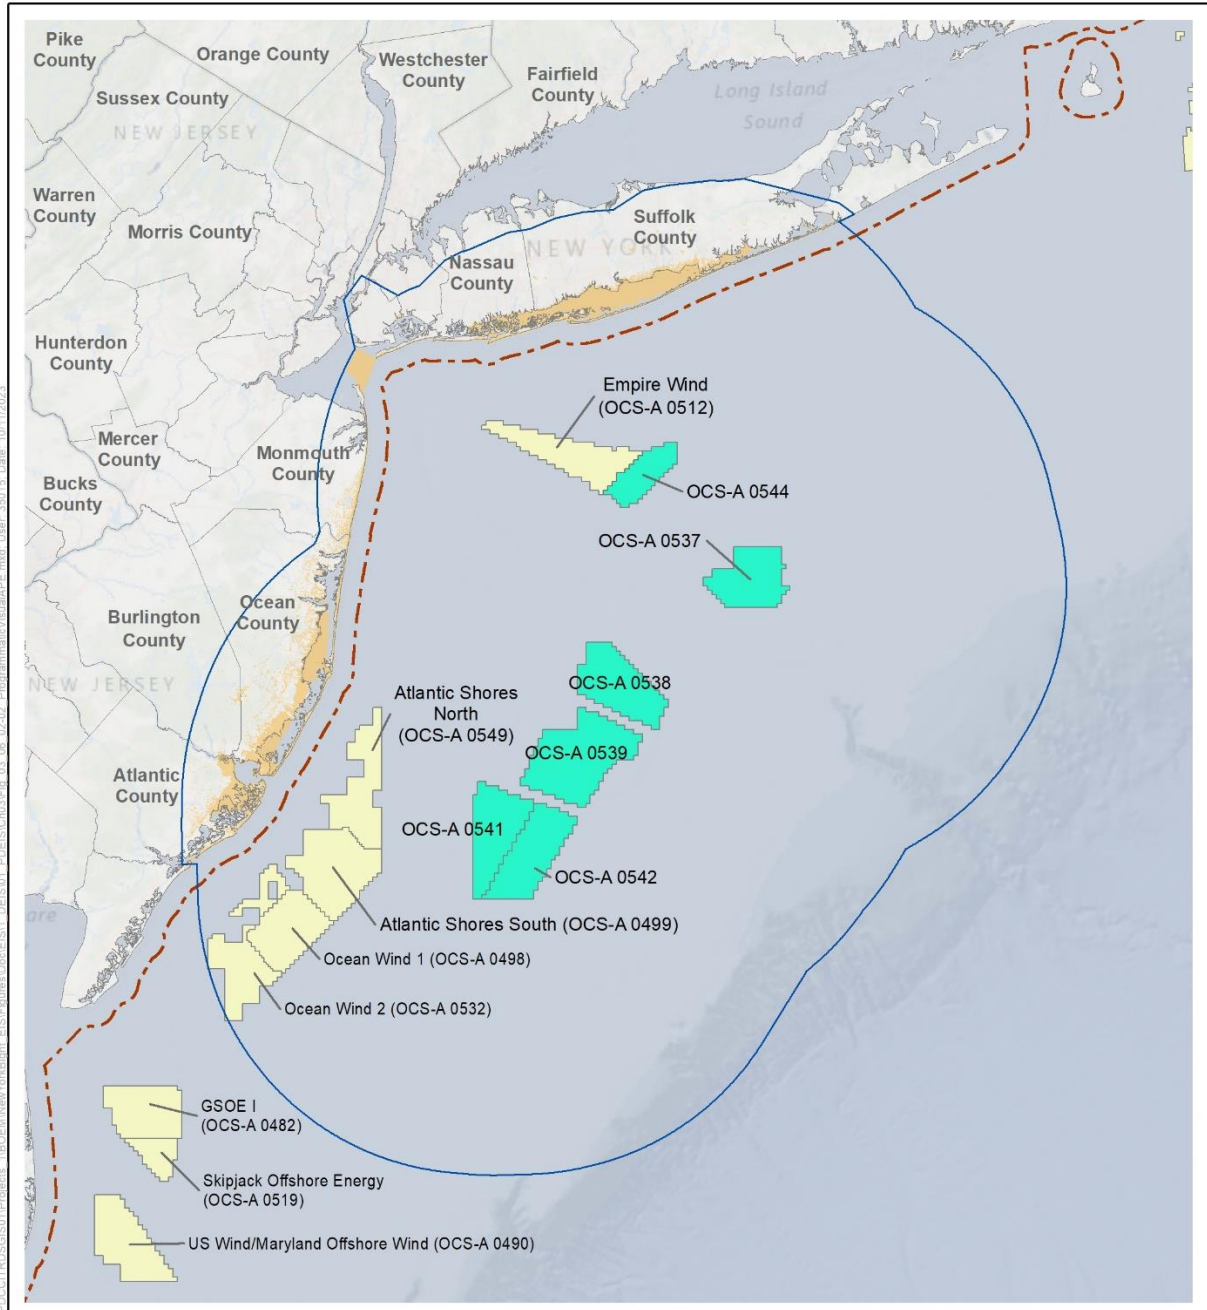 Pike
County
Orange County
Westchester
County
Fairfield
County
Long Island
Sound
Sussex County
NEW JERSEY
Warren
County
Morris County
Suffolk
County
NEW YORK
Nassau
County
Hunterdon
County
Empire Wind
(OCS-A 0512)
Mercer
County
Monmouth
County
Bucks
County
OCS-A 0544
OCS-A 0537
Ocean
County
Burlington
County
NEW JERSEY
OCS-A 0538
Atlantic Shores
North
(OCS-A 0549)
OCS-A 0539
Atlantic
County
OCS-A 0541
OCS-A 0542
Atlantic Shores South (OCS-A 0499)
Ocean Wind 1 (OCS-A 0498)
Ocean Wind 2 (OCS-A 0532)
GSOE I
(OCS-A 0482)
Skipjack Offshore Energy
(OCS-A 0519)
US Wind/Maryland Offshore Wind (OCS-A 0490)